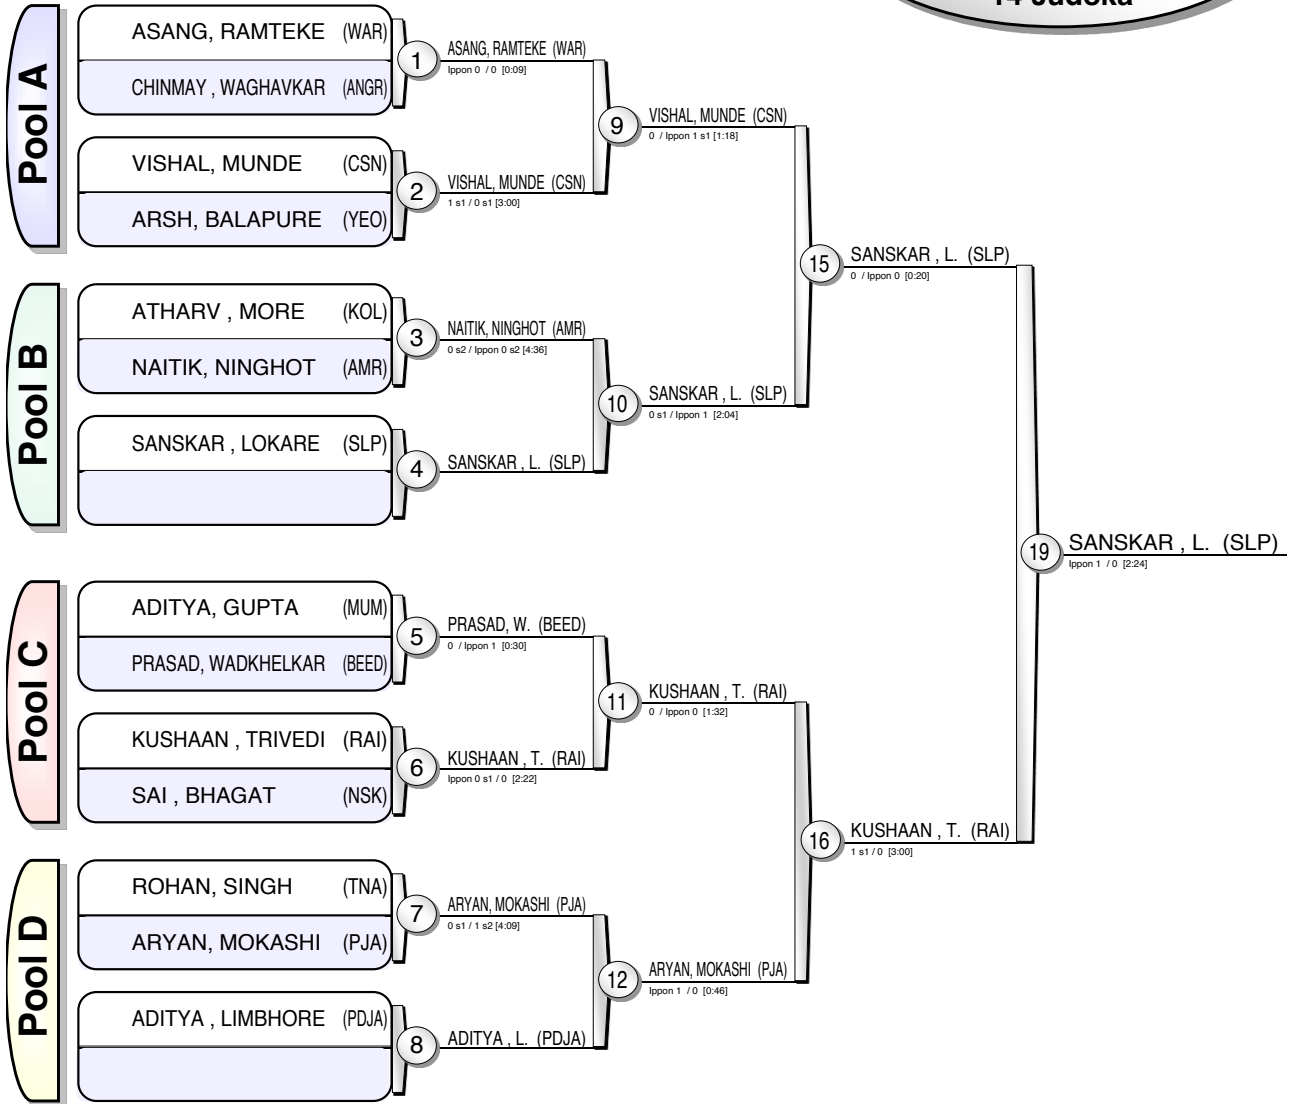 14 Judoka
Pool A
ASANG, RAMTEKE (WAR)
CHINMAY , WAGHAVKAR (ANGR)
1
ASANG, RAMTEKE (WAR)
Ippon 0 / 0 [0:09]
VISHAL, MUNDE (CSN)
ARSH, BALAPURE (YEO)
2
VISHAL, MUNDE (CSN)
1 s1 / 0 s1 [3:00]
9
VISHAL, MUNDE (CSN)
0 / Ippon 1 s1 [1:18]
Pool B
ATHARV , MORE (KOL)
NAITIK, NINGHOT (AMR)
3
NAITIK, NINGHOT (AMR)
0 s2 / Ippon 0 s2 [4:36]
SANSKAR , LOKARE (SLP)
4
SANSKAR , L. (SLP)
10
SANSKAR , L. (SLP)
0 s1 / Ippon 1 [2:04]
15
SANSKAR , L. (SLP)
0 / Ippon 0 [0:20]
Pool C
ADITYA, GUPTA (MUM)
PRASAD, WADKHELKAR (BEED)
5
PRASAD, W. (BEED)
0 / Ippon 1 [0:30]
KUSHAAN , TRIVEDI (RAI)
SAI , BHAGAT (NSK)
6
KUSHAAN , T. (RAI)
Ippon 0 s1 / 0 [2:22]
11
KUSHAAN , T. (RAI)
0 / Ippon 0 [1:32]
Pool D
ROHAN, SINGH (TNA)
ARYAN, MOKASHI (PJA)
7
ARYAN, MOKASHI (PJA)
0 s1 / 1 s2 [4:09]
ADITYA , LIMBHORE (PDJA)
8
ADITYA , L. (PDJA)
12
ARYAN, MOKASHI (PJA)
Ippon 1 / 0 [0:46]
16
KUSHAAN , T. (RAI)
1 s1 / 0 [3:00]
19
SANSKAR , L. (SLP)
Ippon 1 / 0 [2:24]